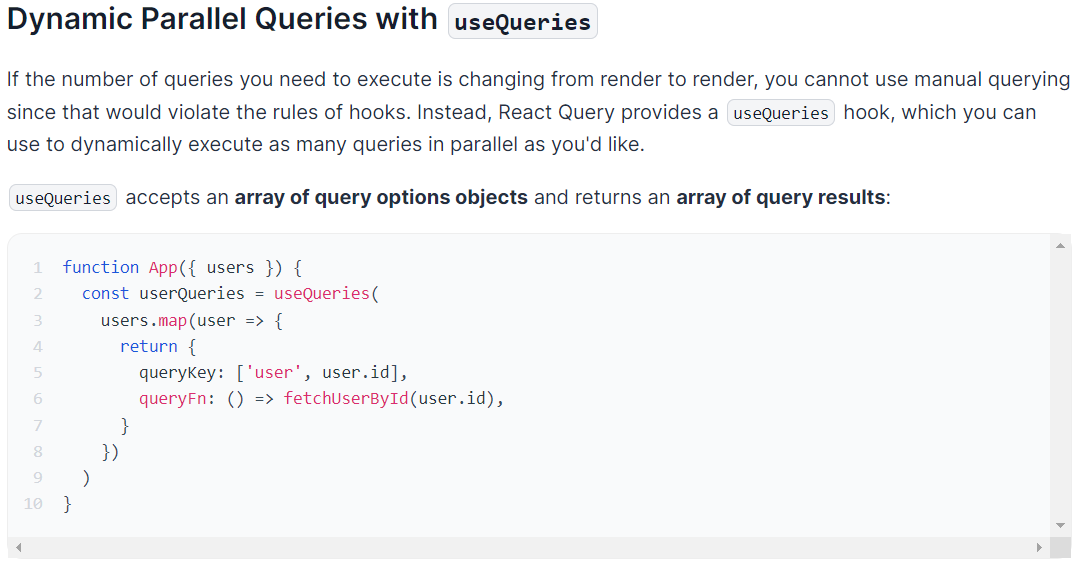 Dynamic Parallel Queries with useQueries
If the number of queries you need to execute is changing from render to render, you cannot use manual querying
since that would violate the rules of hooks. Instead, React Query provides a useQueries hook, which you can
use to dynamically execute as many queries in parallel as you'd like.
useQueries accepts an array of query options objects and returns an array of query results:
1 function App({ users }) {
2   const userQueries = useQueries(
3     users.map(user => {
4       return {
5         queryKey: ['user', user.id],
6         queryFn: () => fetchUserById(user.id),
7       }
8     })
9   )
10 }